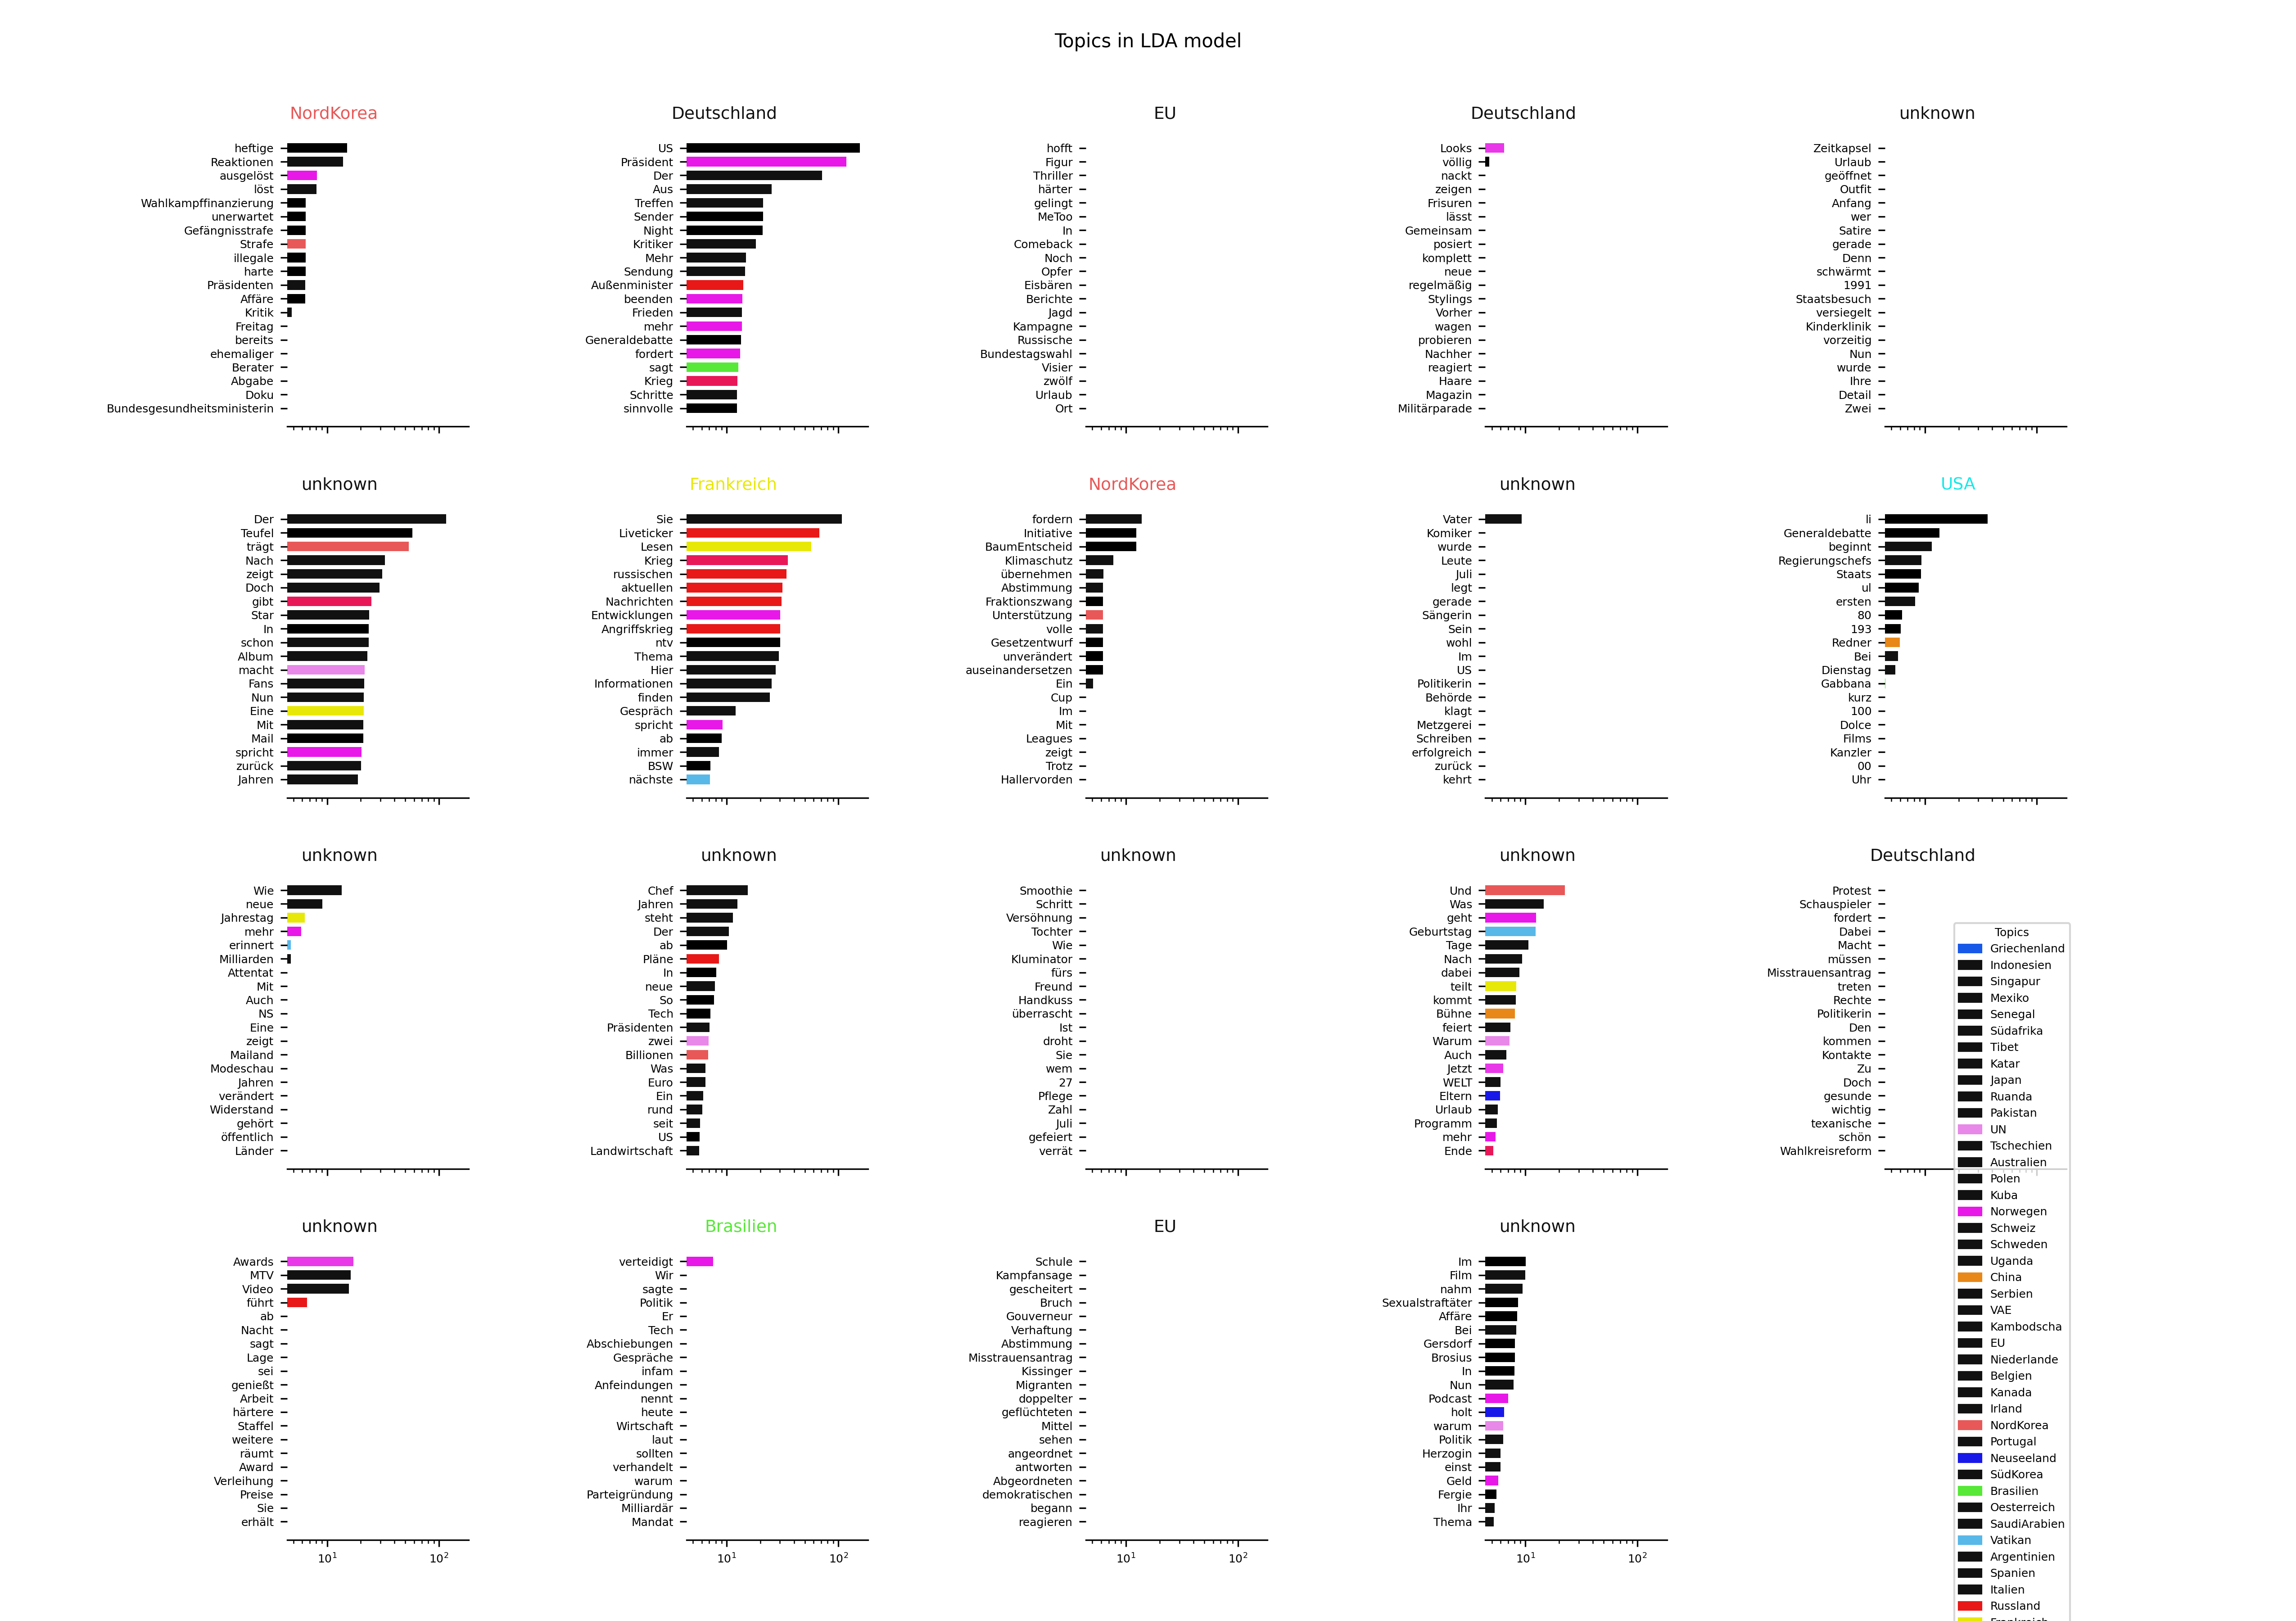 Topics in LDA model
NordKorea
heftige
Reaktionen
ausgelöst
löst
Wahlkampffinanzierung
unerwartet
Gefängnisstrafe
Strafe
illegale
harte
Präsidenten
Affäre
Kritik
Freitag
bereits
ehemaliger
Berater
Abgabe
Doku
Bundesgesundheitsministerin
Deutschland
US
Präsident
Der
Aus
Treffen
Sender
Night
Kritiker
Mehr
Sendung
Außenminister
beenden
Frieden
mehr
Generaldebatte
fordert
sagt
Krieg
Schritte
sinnvolle
EU
hofft
Figur
Thriller
härter
gelingt
MeToo
In
Comeback
Noch
Opfer
Eisbären
Berichte
Jagd
Kampagne
Russische
Bundestagswahl
Visier
zwölf
Urlaub
Ort
Deutschland
Looks
völlig
nackt
zeigen
Frisuren
lässt
Gemeinsam
posiert
komplett
neue
regelmäßig
Stylings
Vorher
wagen
probieren
Nachher
reagiert
Haare
Magazin
Militärparade
unknown
Zeitkapsel
Urlaub
geöffnet
Outfit
Anfang
wer
Satire
gerade
Denn
schwärmt
1991
Staatsbesuch
versiegelt
Kinderklinik
vorzeitig
Nun
wurde
Ihre
Detail
Zwei
unknown
Der
Teufel
trägt
Nach
zeigt
Doch
gibt
Star
In
schon
Album
macht
Fans
Nun
Eine
Mit
Mail
spricht
zurück
Jahren
Frankreich
Sie
Liveticker
Lesen
Krieg
russischen
aktuellen
Nachrichten
Entwicklungen
Angriffskrieg
ntv
Thema
Hier
Informationen
finden
Gespräch
spricht
ab
immer
BSW
nächste
NordKorea
fordern
Initiative
BaumEntscheid
Klimaschutz
übernehmen
Abstimmung
Fraktionszwang
Unterstützung
volle
Gesetzentwurf
unverändert
auseinandersetzen
Ein
Cup
Im
Mit
Leagues
zeigt
Trotz
Hallervorden
unknown
Vater
Komiker
wurde
Leute
Juli
legt
gerade
Sängerin
Sein
wohl
Im
US
Politikerin
Behörde
klagt
Metzgerei
Schreiben
erfolgreich
zurück
kehrt
USA
li
Generaldebatte
beginnt
Regierungschefs
Staats
ul
ersten
80
193
Redner
Bei
Dienstag
Gabbana
kurz
100
Dolce
Films
Kanzler
00
Uhr
unknown
Wie
neue
Jahrestag
mehr
erinnert
Milliarden
Attentat
Mit
Auch
NS
Eine
zeigt
Mailand
Modeschau
Jahren
verändert
Widerstand
gehört
öffentlich
Länder
unknown
Chef
Jahren
steht
Der
ab
Pläne
In
neue
So
Tech
Präsidenten
zwei
Billionen
Was
Euro
Ein
rund
seit
US
Landwirtschaft
unknown
Smoothie
Schritt
Versöhnung
Tochter
Wie
Kluminator
fürs
Freund
Handkuss
überrascht
Ist
droht
Sie
wem
27
Pflege
Zahl
Juli
gefeiert
verrät
unknown
Und
Was
geht
Geburtstag
Tage
Nach
dabei
teilt
kommt
Bühne
feiert
Warum
Auch
Jetzt
WELT
Eltern
Urlaub
Programm
mehr
Ende
Deutschland
Protest
Schauspieler
fordert
Dabei
Macht
müssen
Misstrauensantrag
treten
Rechte
Politikerin
Den
kommen
Kontakte
Zu
Doch
gesunde
wichtig
texanische
schön
Wahlkreisreform
unknown
Awards
MTV
Video
führt
ab
Nacht
sagt
Lage
sei
genießt
Arbeit
härtere
Staffel
weitere
räumt
Award
Verleihung
Preise
Sie
erhält
10¹ 10²
Brasilien
verteidigt
Wir
sagte
Politik
Er
Tech
Abschiebungen
Gespräche
infam
Anfeindungen
nennt
heute
Wirtschaft
laut
sollten
verhandelt
warum
Parteigründung
Milliardär
Mandat
10¹ 10²
EU
Schule
Kampfansage
gescheitert
Bruch
Gouverneur
Verhaftung
Abstimmung
Misstrauensantrag
Kissinger
Migranten
doppelter
geflüchteten
Mittel
sehen
angeordnet
antworten
Abgeordneten
demokratischen
begann
reagieren
10¹ 10²
unknown
Im
Film
nahm
Sexualstraftäter
Affäre
Bei
Gersdorf
Brosius
In
Nun
Podcast
holt
warum
Politik
Herzogin
einst
Geld
Fergie
Ihr
Thema
10¹ 10²
Topics
Griechenland
Indonesien
Singapur
Mexiko
Senegal
Südafrika
Tibet
Katar
Japan
Ruanda
Pakistan
UN
Tschechien
Australien
Polen
Kuba
Norwegen
Schweiz
Schweden
Uganda
China
Serbien
VAE
Kambodscha
EU
Niederlande
Belgien
Kanada
Irland
NordKorea
Portugal
Neuseeland
SüdKorea
Brasilien
Oesterreich
SaudiArabien
Vatikan
Argentinien
Spanien
Italien
Russland